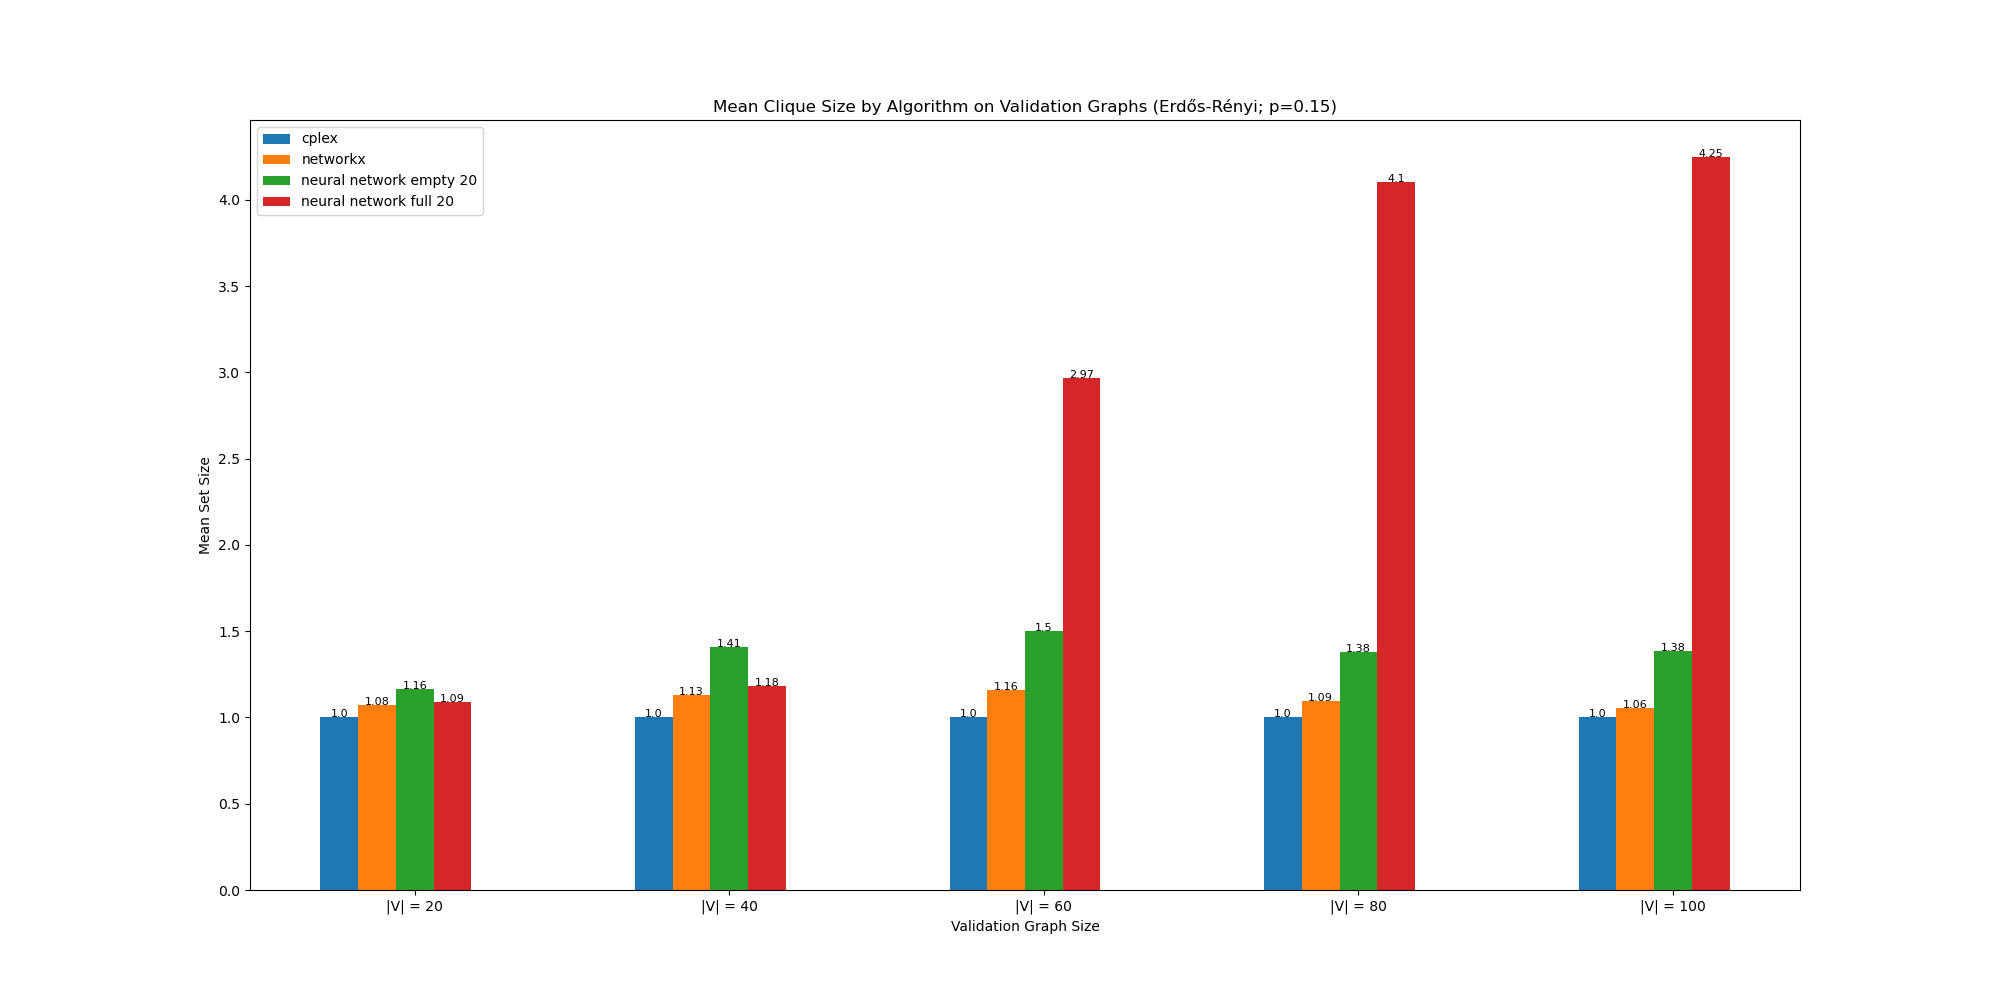 Mean Clique Size by Algorithm on Validation Graphs (Erdős-Rényi; p=0.15)
cplex
networkx
neural network empty 20
neural network full 20
Mean Set Size
4.0
3.5
3.0
2.5
2.0
1.5
1.0
0.5
0.0
1.0 1.08 1.16 1.09
1.0 1.13 1.41 1.18
1.0 1.16 1.5 2.97
1.0 1.09 1.38 4.1
1.0 1.06 1.38 4.25
|V| = 20 |V| = 40 |V| = 60 |V| = 80 |V| = 100
Validation Graph Size